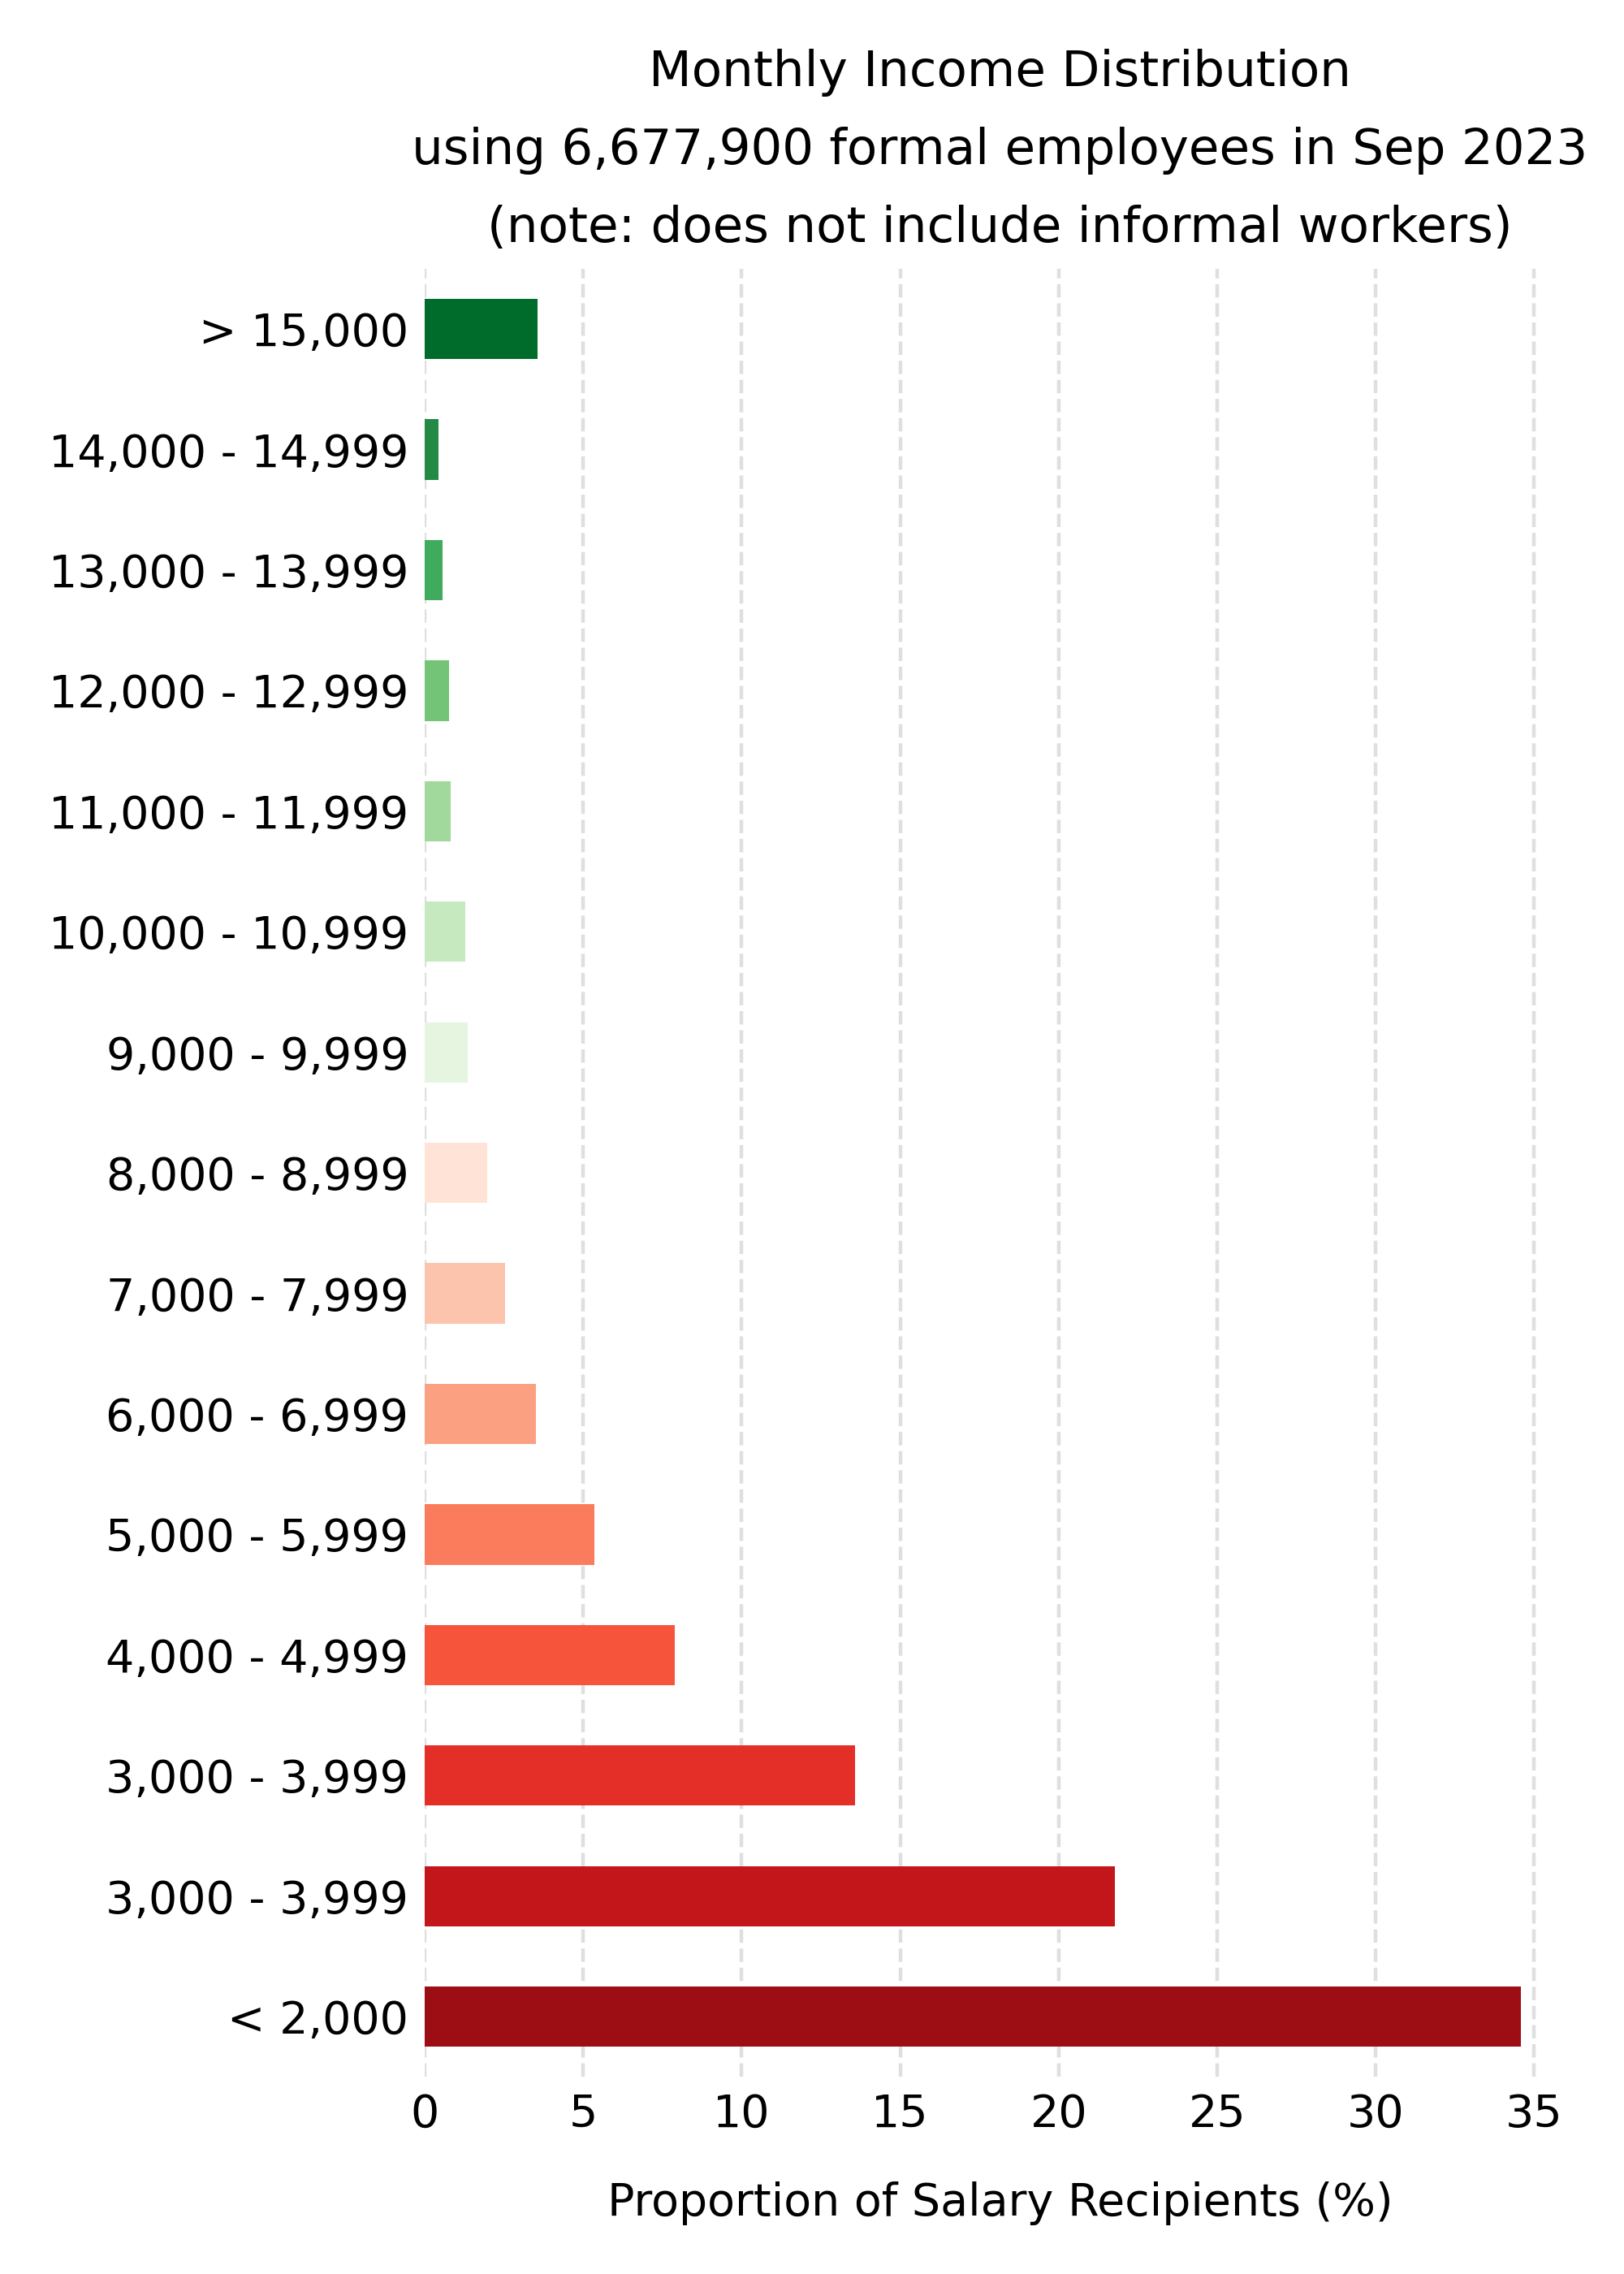 Monthly Income Distribution
using 6,677,900 formal employees in Sep 2023
(note: does not include informal workers)
> 15,000
14,000 - 14,999
13,000 - 13,999
12,000 - 12,999
11,000 - 11,999
10,000 - 10,999
9,000 - 9,999
8,000 - 8,999
7,000 - 7,999
6,000 - 6,999
5,000 - 5,999
4,000 - 4,999
3,000 - 3,999
3,000 - 3,999
< 2,000
0 5 10 15 20 25 30 35
Proportion of Salary Recipients (%)